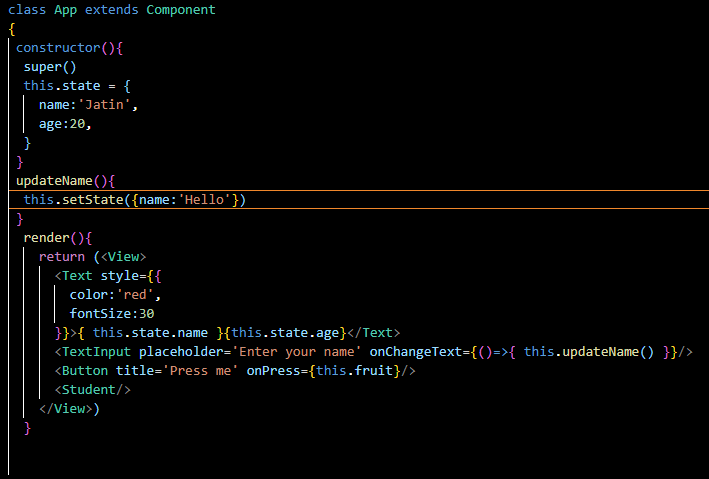 class App extends Component
{
constructor(){
super()
this.state = {
name:'Jatin',
age:20,
}
}
updateName(){
this.setState({name:'Hello'})
}
render(){
return (<View>
<Text style={{
color:'red',
fontSize:30
}}>{ this.state.name }{this.state.age}</Text>
<TextInput placeholder='Enter your name' onChangeText={()=>{ this.updateName() }}/>
<Button title='Press me' onPress={this.fruit}/>
<Student/>
</View>)
}